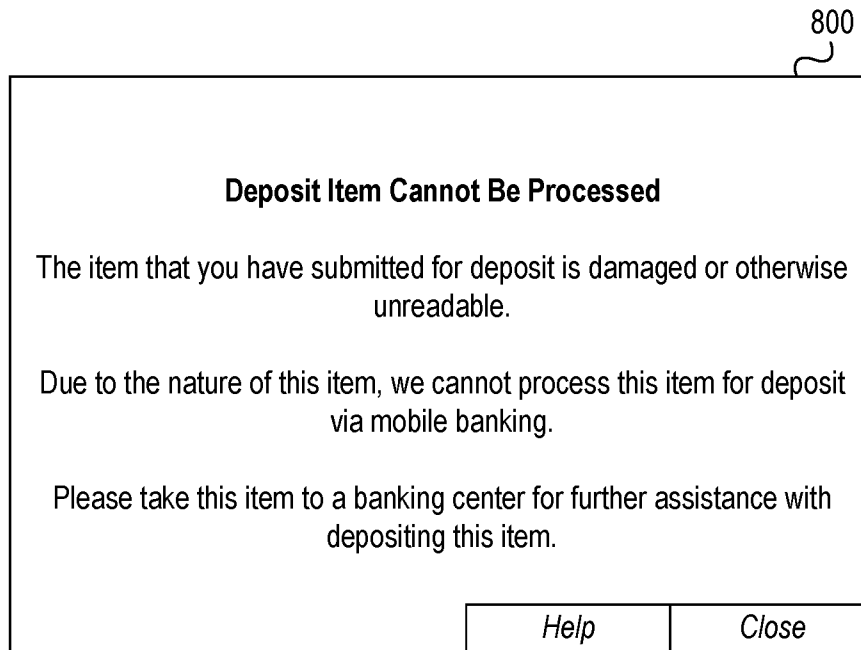 800
Deposit Item Cannot Be Processed
The item that you have submitted for deposit is damaged or otherwise
unreadable.
Due to the nature of this item, we cannot process this item for deposit
via mobile banking.
Please take this item to a banking center for further assistance with
depositing this item.
Help Close